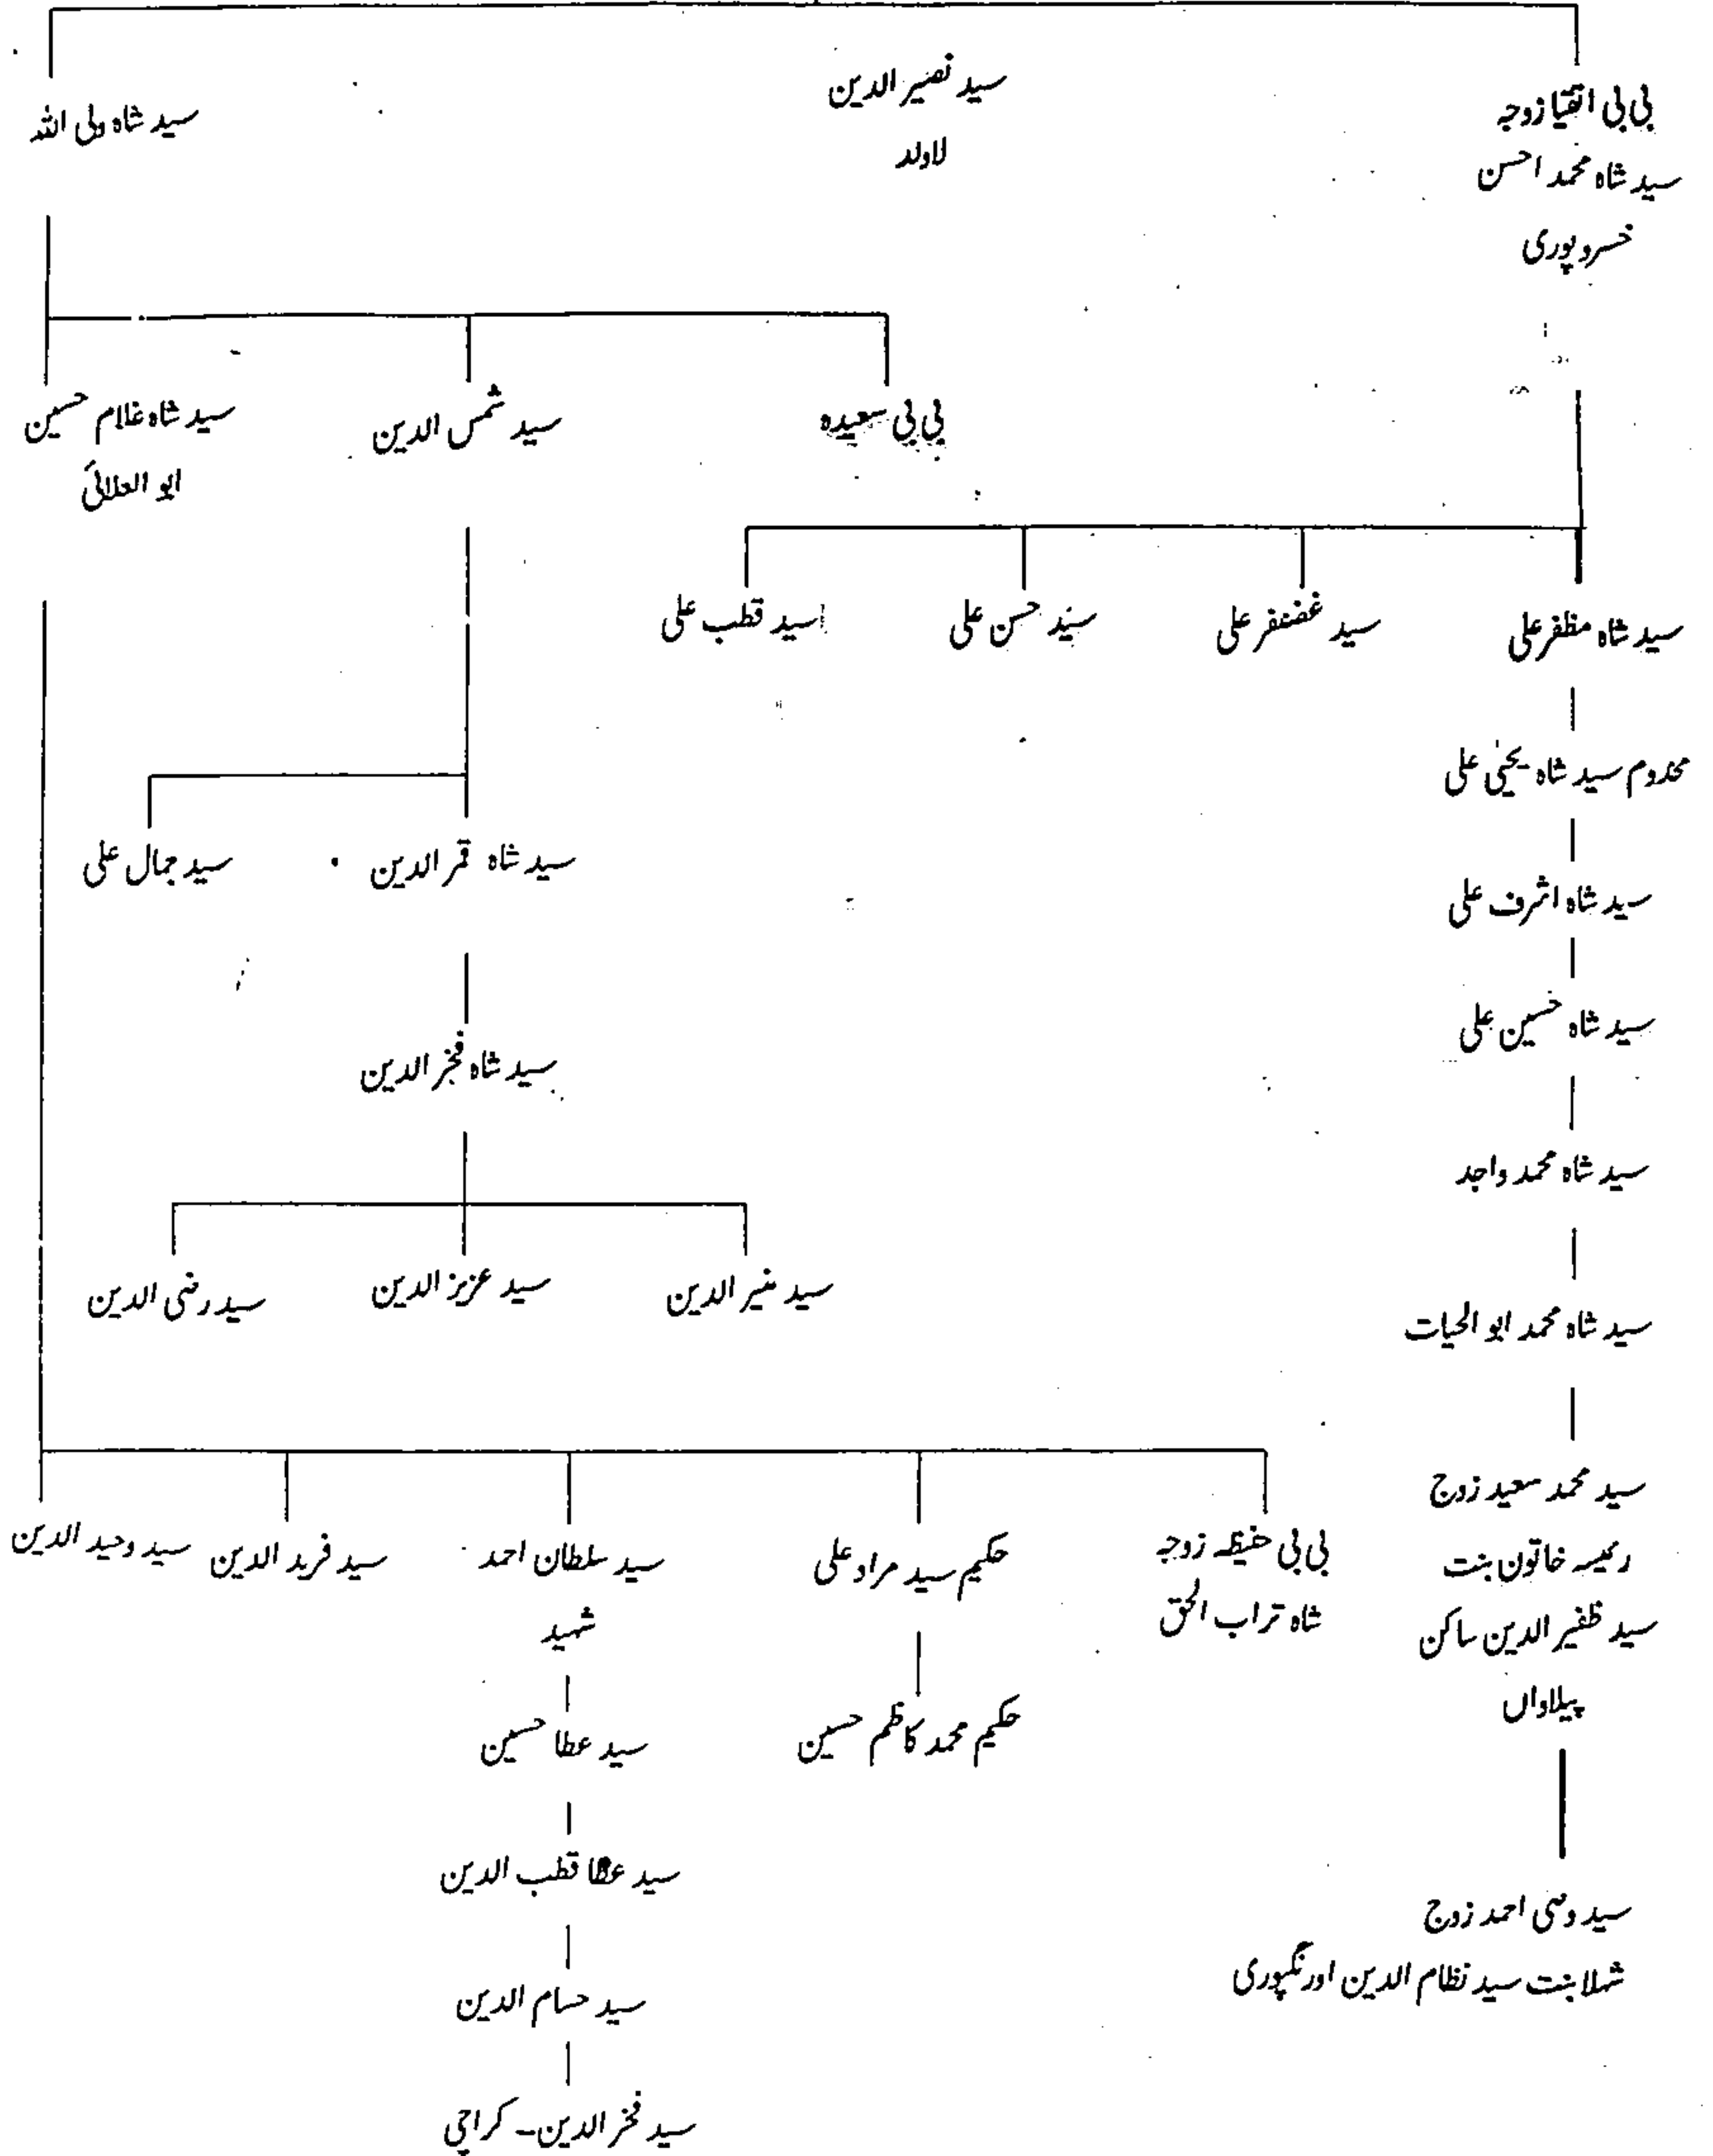 بی بی اتقیا زوجہ
سید شاہ محمد احسن
خسرو پوری
سید نصیر الدین
لاولد
سید شاہ ولی اللہ
بی بی سعیدہ
سید شمس الدین
سید شاہ غلام حسین
ابو العلائی
سید شاہ مظفر علی
سید غضنفر علی
سید حسن علی
سید قطب علی
مخدوم سید شاہ یحیٰی علی
سید شاہ قمر الدین
سید جمال علی
سید شاہ اشرف علی
سید شاہ حسین علی
سید شاہ فخر الدین
سید شاہ محمد واجد
سید منیر الدین
سید عزیز الدین
سید رضی الدین
سید شاہ محمد ابو الحیات
سید محمد سعید زوج
رئیسہ خاتون بنت
سید ظفیر الدین ساکن
پیلاواں
بی بی حفیظہ زوجہ
شاہ تراب الحق
حکیم سید مراد علی
سید سلطان احمد
شہید
سید فرید الدین
سید وحید الدین
حکیم محمد کاظم حسین
سید عطا حسین
سید عطا قطب الدین
سید وصی احمد زوج
شہلا بنت سید نظام الدین اورنگپوری
سید حسام الدین
سید فخر الدین۔ کراچی